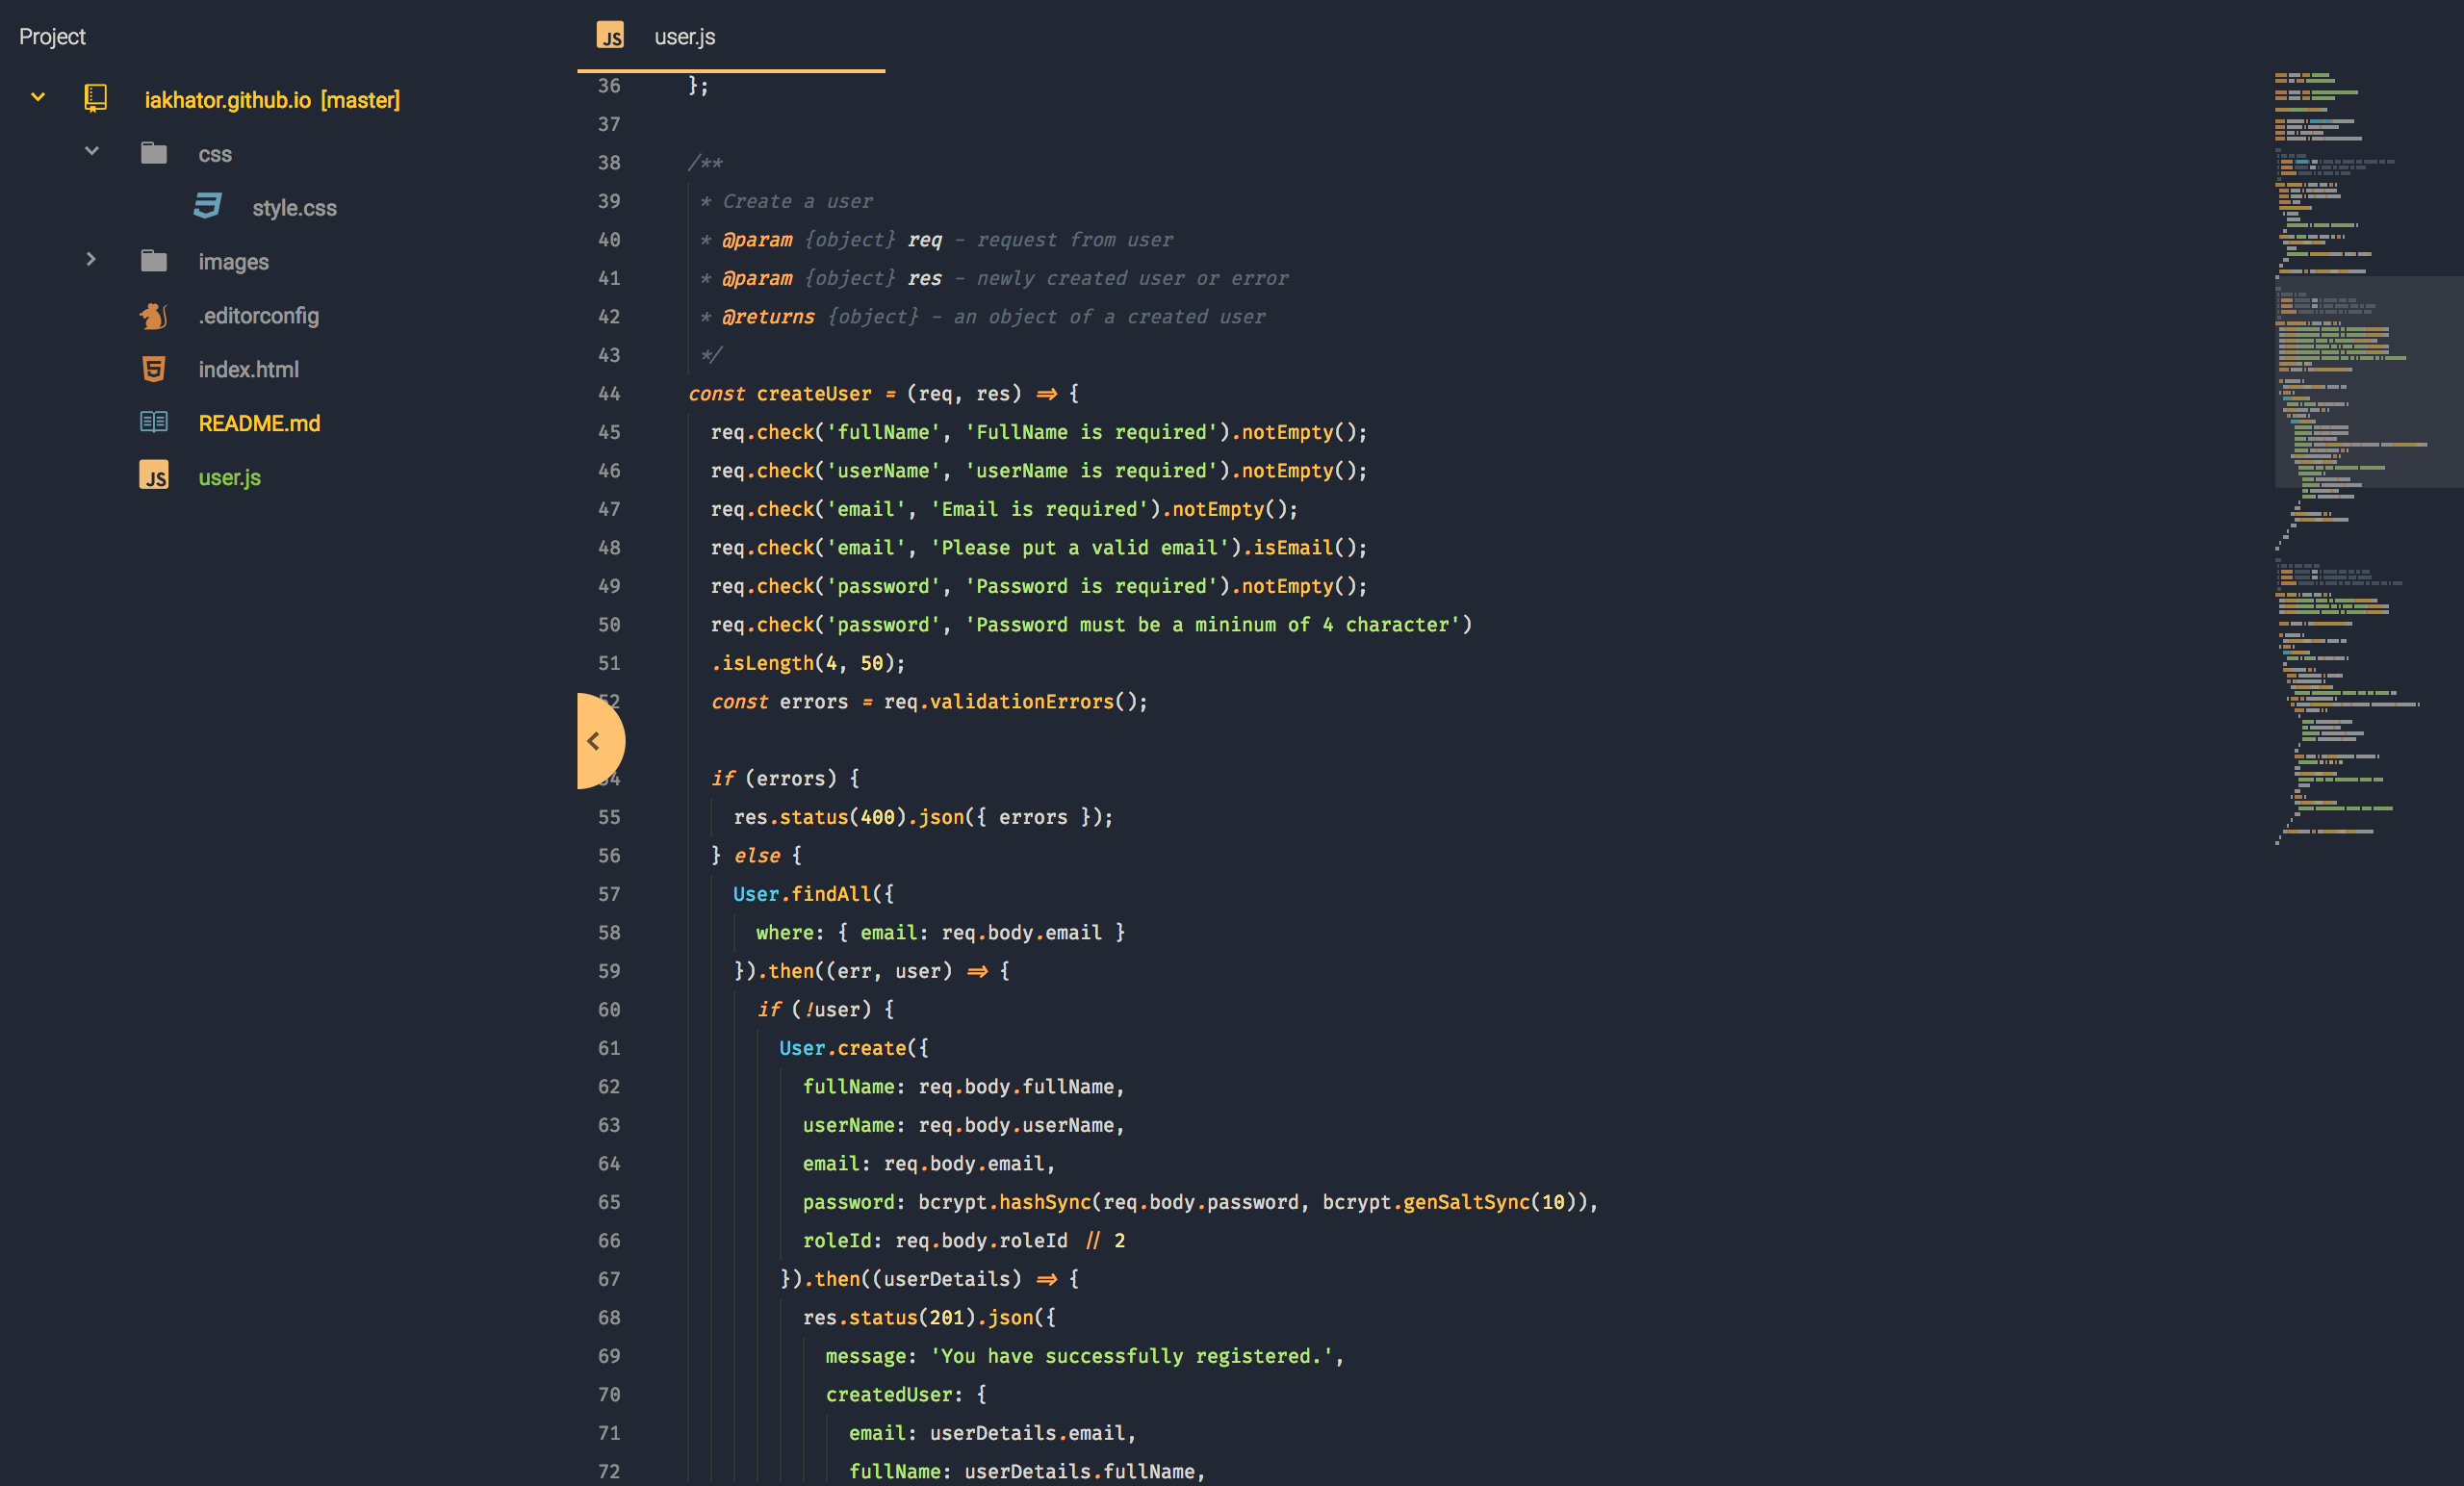 Project
iakhator.github.io [master]
css
style.css
images
.editorconfig
index.html
README.md
JS user.js
JS user.js
36 };
37
38 /**
39 * Create a user
40 * @param {object} req - request from user
41 * @param {object} res - newly created user or error
42 * @returns {object} - an object of a created user
43 */
44 const createUser = (req, res) => {
45 req.check('fullName', 'FullName is required').notEmpty();
46 req.check('userName', 'userName is required').notEmpty();
47 req.check('email', 'Email is required').notEmpty();
48 req.check('email', 'Please put a valid email').isEmail();
49 req.check('password', 'Password is required').notEmpty();
50 req.check('password', 'Password must be a mininum of 4 character')
51 .isLength(4, 50);
52 const errors = req.validationErrors();
54 if (errors) {
55 res.status(400).json({ errors });
56 } else {
57 User.findAll({
58 where: { email: req.body.email }
59 }).then((err, user) => {
60 if (!user) {
61 User.create({
62 fullName: req.body.fullName,
63 userName: req.body.userName,
64 email: req.body.email,
65 password: bcrypt.hashSync(req.body.password, bcrypt.genSaltSync(10)),
66 roleId: req.body.roleId // 2
67 }).then((userDetails) => {
68 res.status(201).json({
69 message: 'You have successfully registered.',
70 createdUser: {
71 email: userDetails.email,
72 fullName: userDetails.fullName,